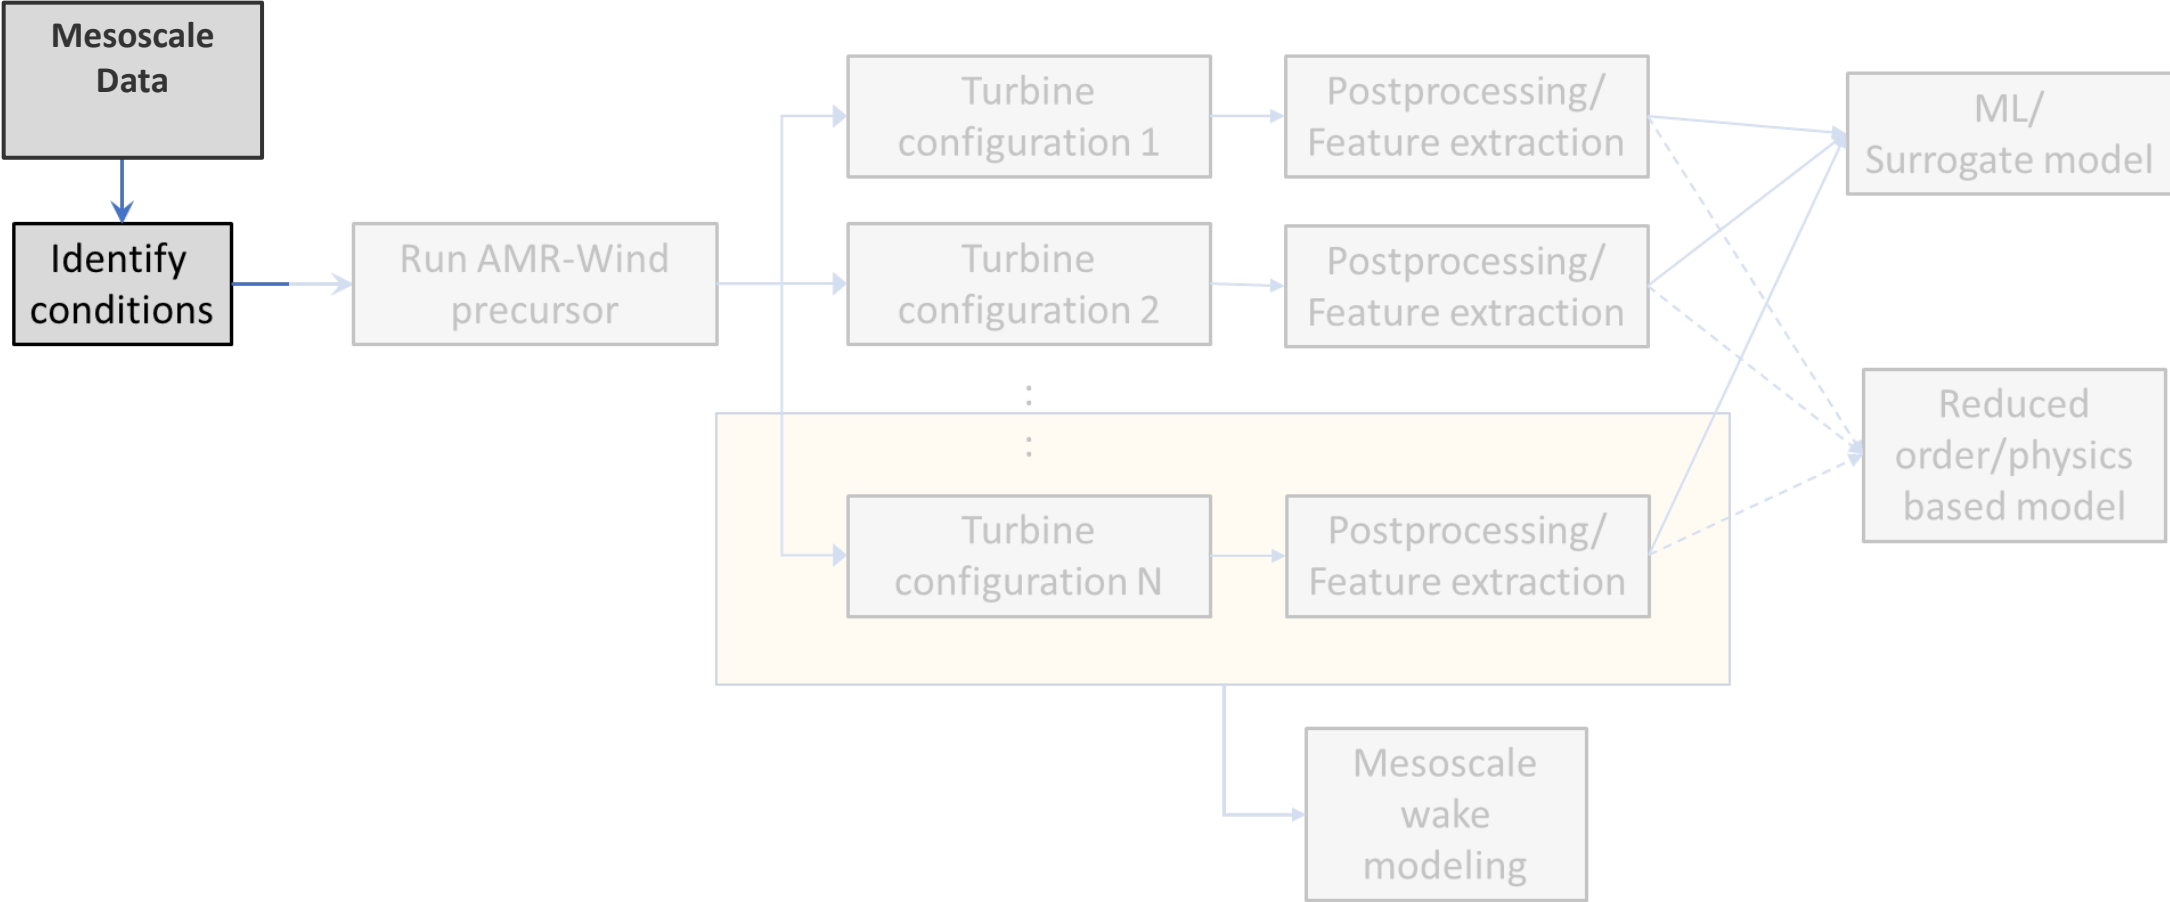 Mesoscale
Data
Identify
conditions
Run AMR-Wind
precursor
Turbine
configuration 1
Postprocessing/
Feature extraction
Turbine
configuration 2
Postprocessing/
Feature extraction
:
:
Turbine
configuration N
Postprocessing/
Feature extraction
ML/
Surrogate model
Reduced
order/physics
based model
Mesoscale
wake
modeling